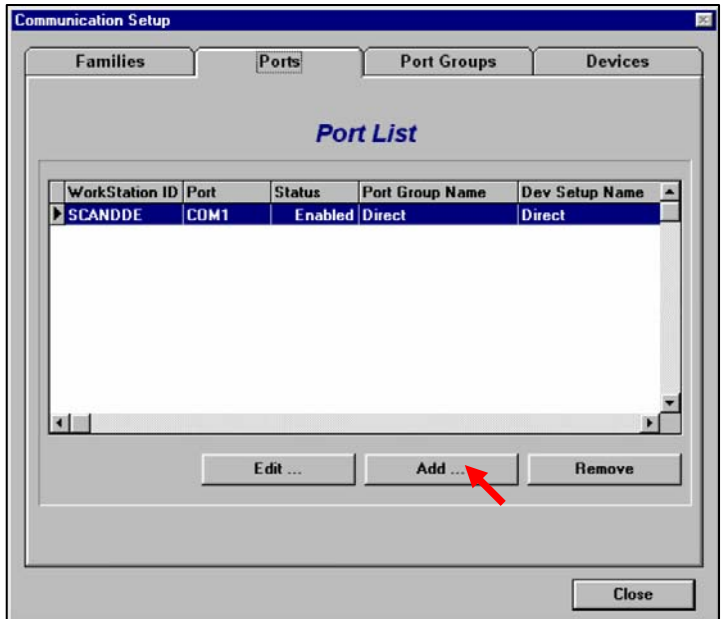 Communication Setup
Families Ports Port Groups Devices
Port List
WorkStation ID Port Status Port Group Name Dev Setup Name
SCANDDE COM1 Enabled Direct Direct
Edit ... Add ... Remove
Close